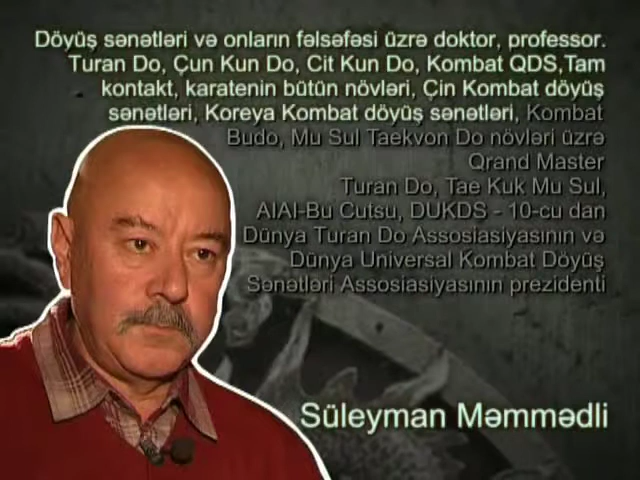 Döyüş sənətləri və onların fəlsəfəsi üzrə doktor, professor.
Turan Do, Çun Kun Do, Cit Kun Do, Kombat QDS,Tam
kontakt, karatenin bütün növləri, Çin Kombat döyüş
sənətləri, Koreya Kombat döyüş sənətləri, Kombat
Budo, Mu Sul Taekvon Do növləri üzrə
Qrand Master
Turan Do, Tae Kuk Mu Sul,
AIAI-Bu Cutsu, DUKDS - 10-cu dan
Dünya Turan Do Assosiasiyasının və
Dünya Universal Kombat Döyüş
Sənətləri Assosiasiyasının prezidenti
Süleyman Məmmədli